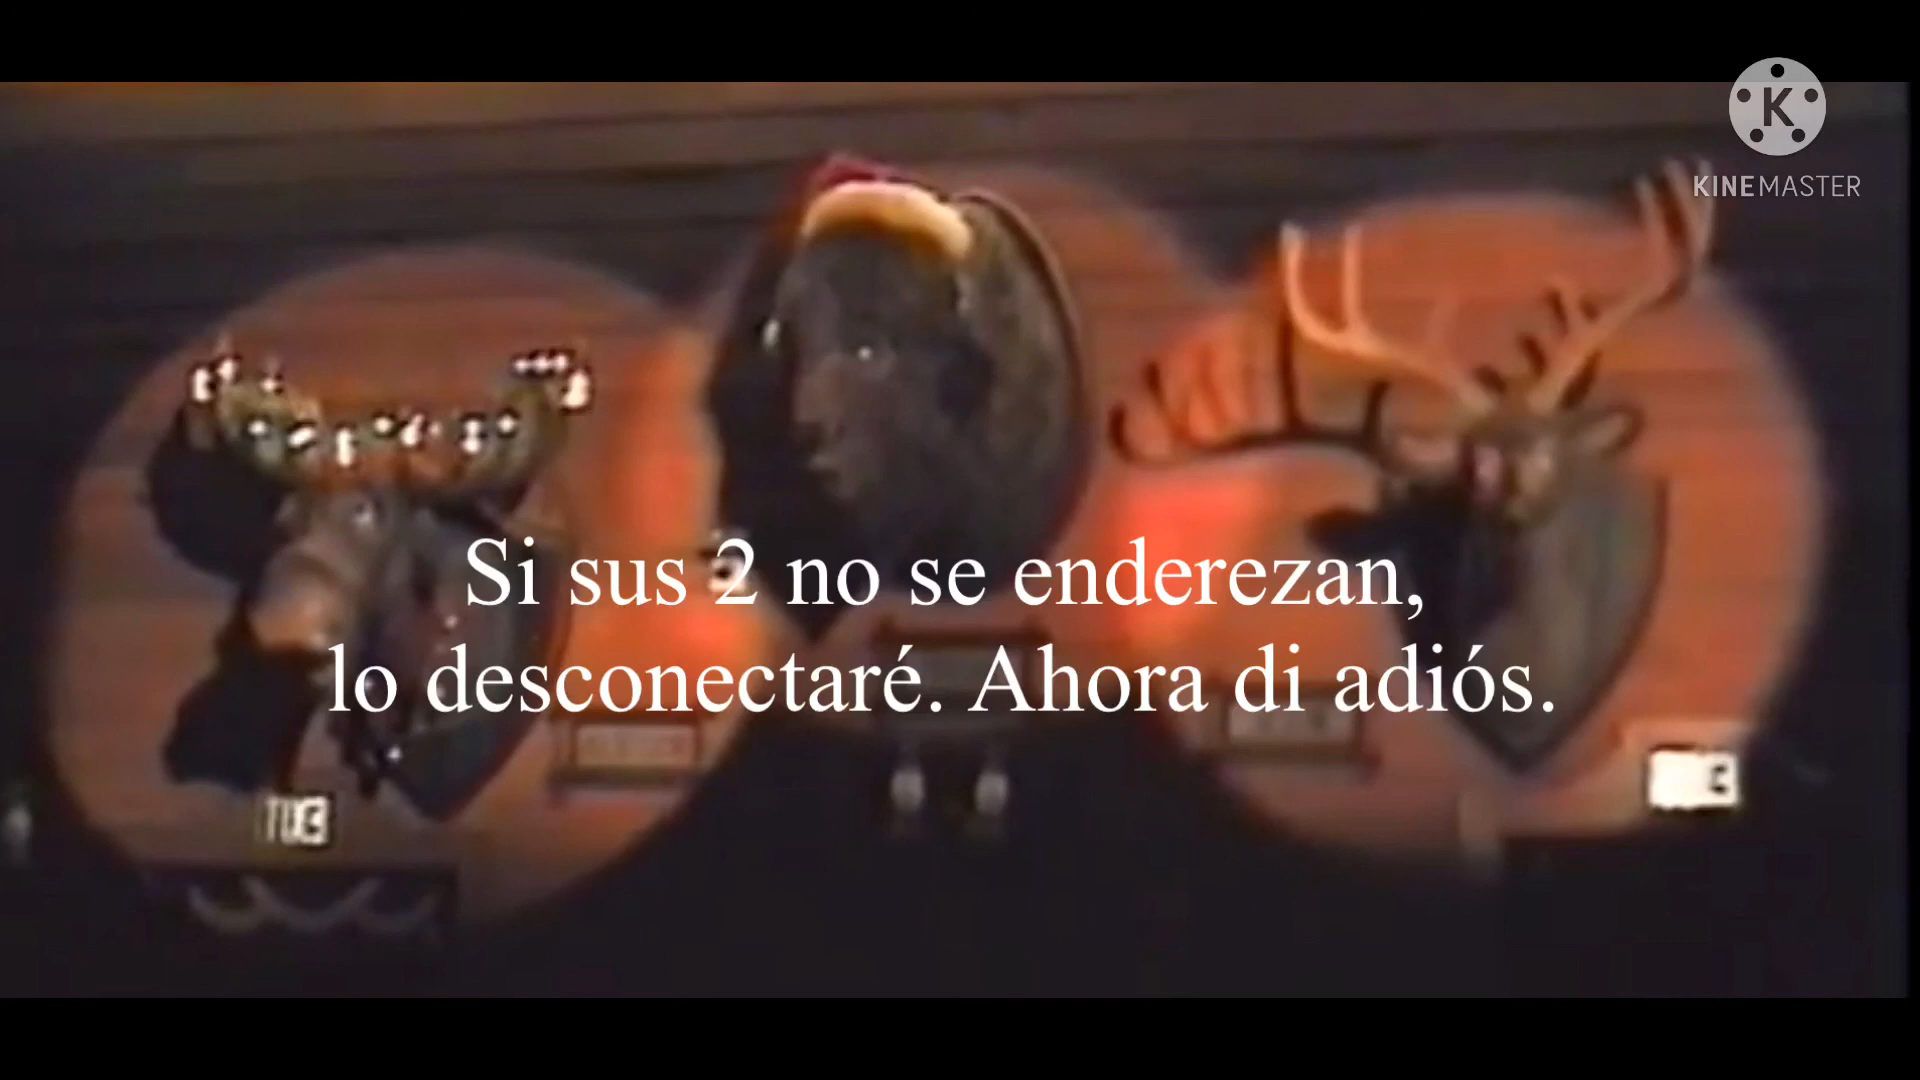 K
KINEMASTER
Si sus 2 no se enderezan,
lo desconectaré. Ahora di adiós.